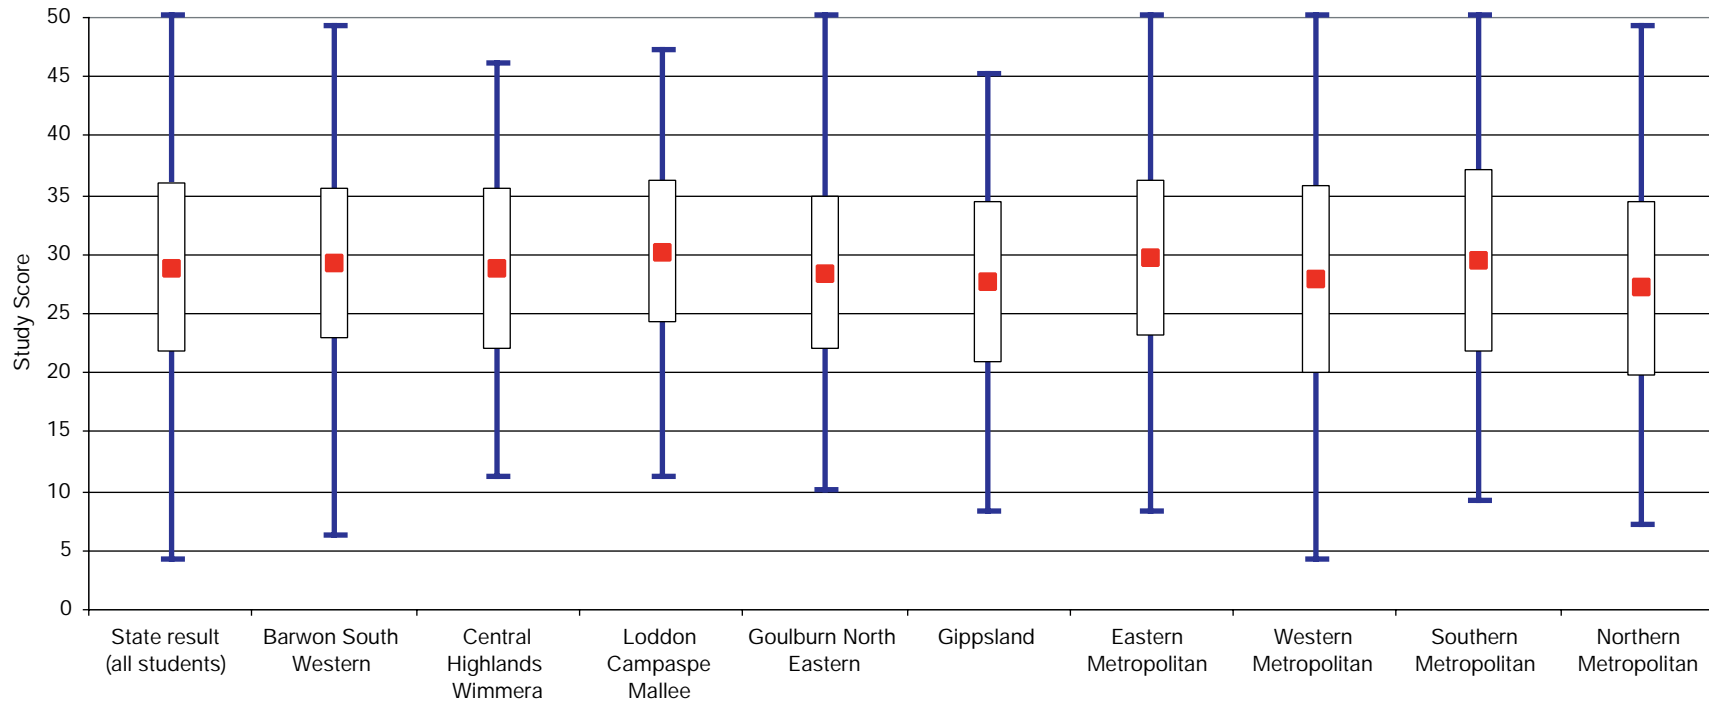 50
45
40
35
30
25
20
15
10
5
0
Study Score
State result
(all students)
Barwon South
Western
Central
Highlands
Wimmera
Loddon
Campaspe
Mallee
Goulburn North
Eastern
Gippsland
Eastern
Metropolitan
Western
Metropolitan
Southern
Metropolitan
Northern
Metropolitan